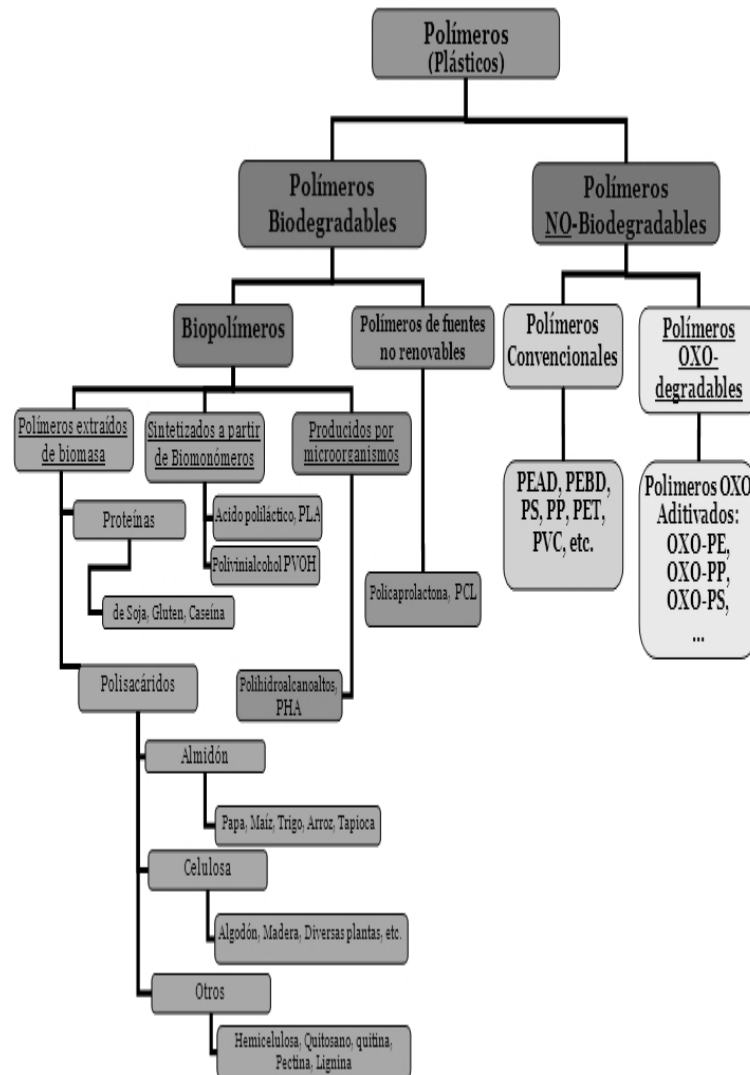 Polímeros
(Plásticos)
Polímeros
Biodegradables
Polímeros
NO-Biodegradables
Biopolímeros
Polímeros de fuentes
no renovables
Polímeros
Convencionales
Polímeros
OXO-
degradables
Polímeros extraídos
de biomasa
Sintetizados a partir
de Biomonómeros
Producidos por
microorganismos
PEAD, PEBD,
PS, PP, PET,
PVC, etc.
Polimeros OXO
Aditivados:
OXO-PE,
OXO-PP,
OXO-PS,
...
Proteínas
Acido poliláctico, PLA
Polivinialcohol PVOH
de Soja, Gluten, Caseína
Policaprolactona, PCL
Polisacáridos
Polihidroalcanoaltos,
PHA
Almidón
Papa, Maíz, Trigo, Arroz, Tapioca
Celulosa
Algodón, Madera, Diversas plantas, etc.
Otros
Hemicelulosa, Quitosano, quitina,
Pectina, Lignina